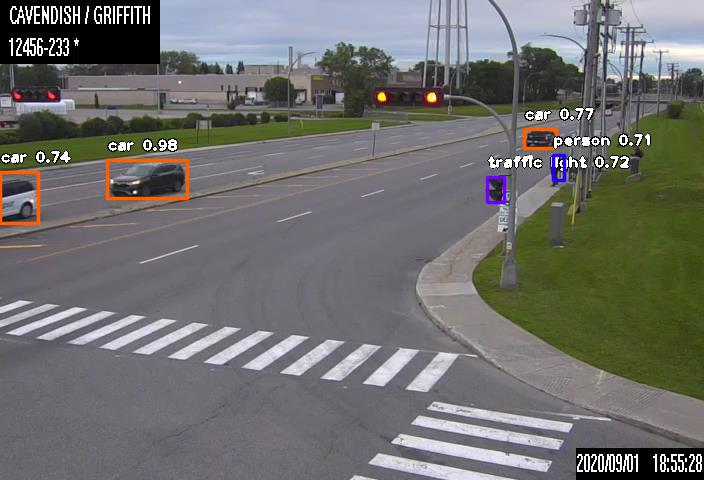 CAVENDISH / GRIFFITH
12456-233 *
car 0.77
person 0.71
car 0.98
car 0.74
traffic light 0.72
2020/09/01 18:55:28